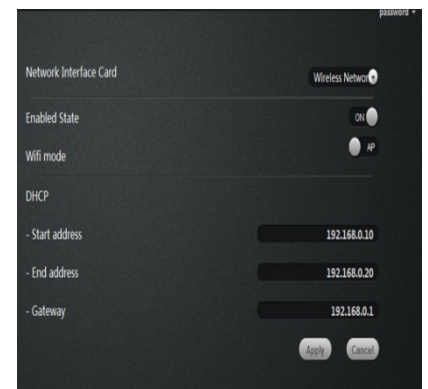 password
Network Interface Card Wireless Networ
Enabled State ON
Wifi mode AP
DHCP
- Start address 192.168.0.10
- End address 192.168.0.20
- Gateway 192.168.0.1
Apply Cancel